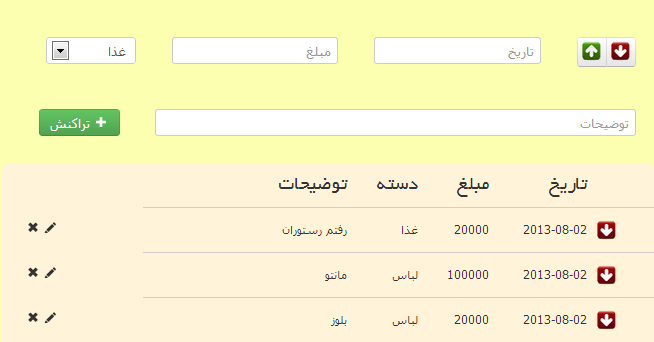 تاریخ مبلغ غذا
توضیحات + تراکنش
تاریخ مبلغ دسته توضیحات
2013-08-02 20000 غذا رفتم رستوران
2013-08-02 100000 لباس مانتو
2013-08-02 20000 لباس بلوز